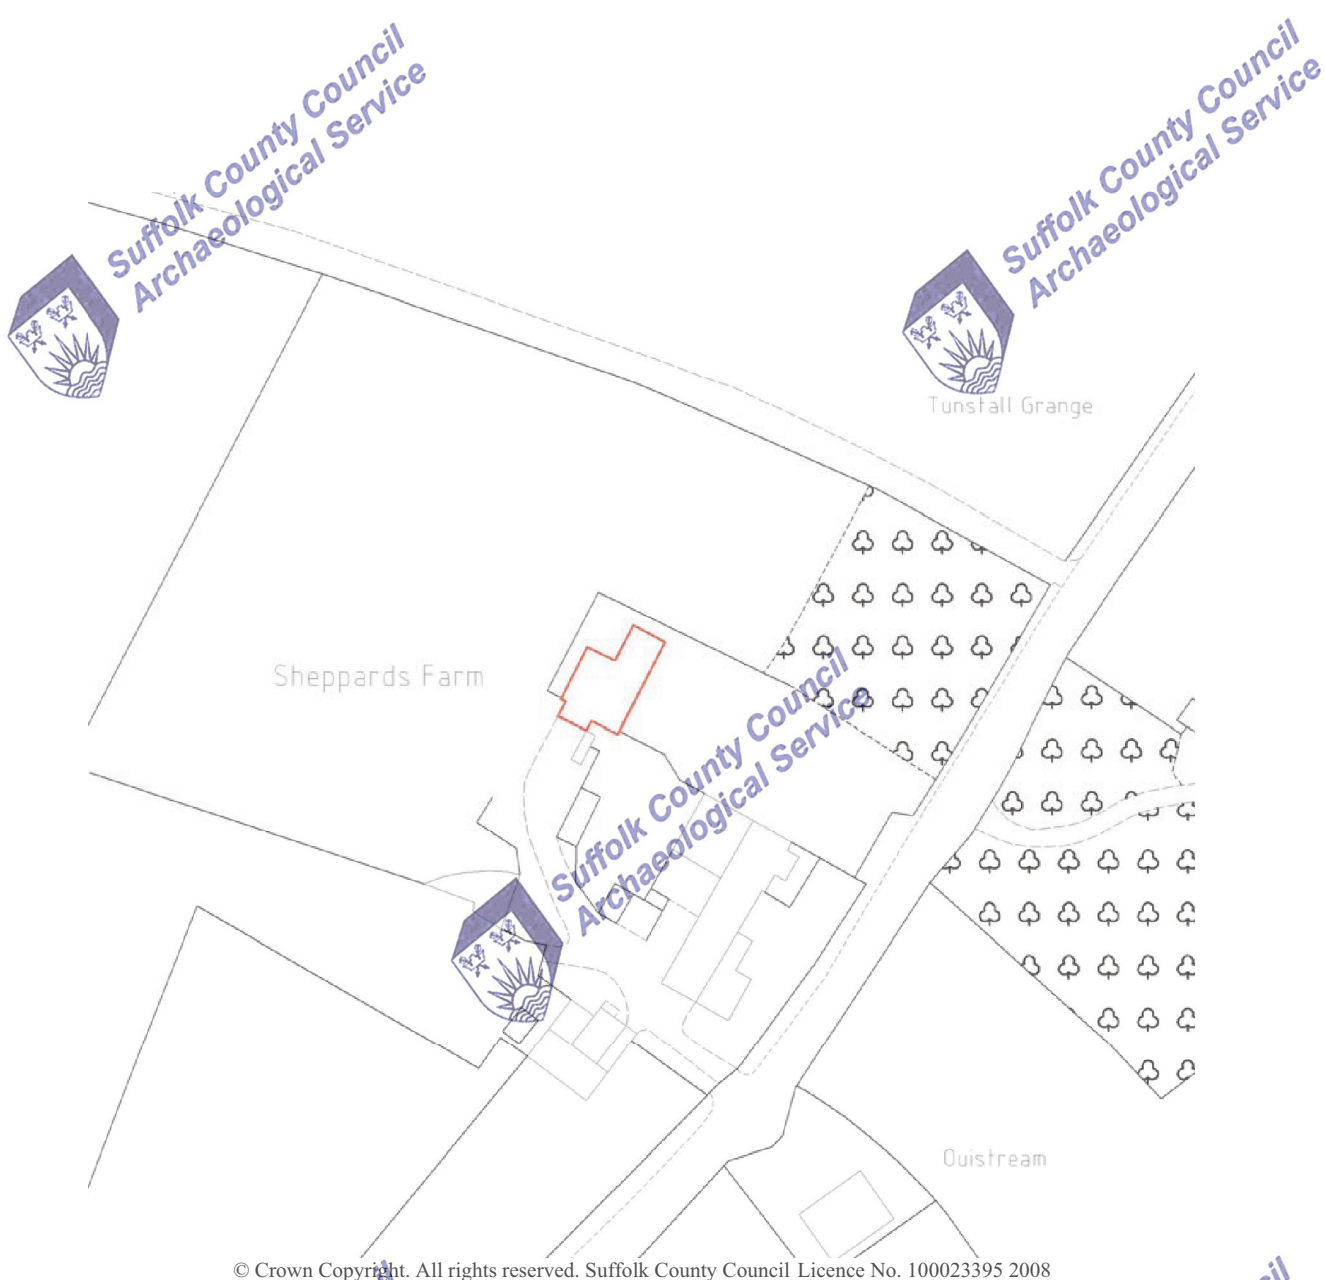 Suffolk County Council
Archaeological Service
Suffolk County Council
Archaeological Service
Tunstall Grange
Sheppards Farm
Suffolk County Council
Archaeological Service
Ouistream
© Crown Copyright. All rights reserved. Suffolk County Council Licence No. 100023395 2008